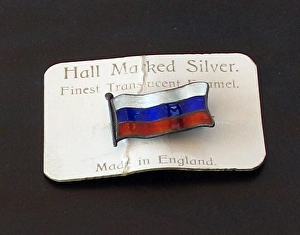 Hall Marked Silver.
Finest Translucent Enamel.
Made in England.